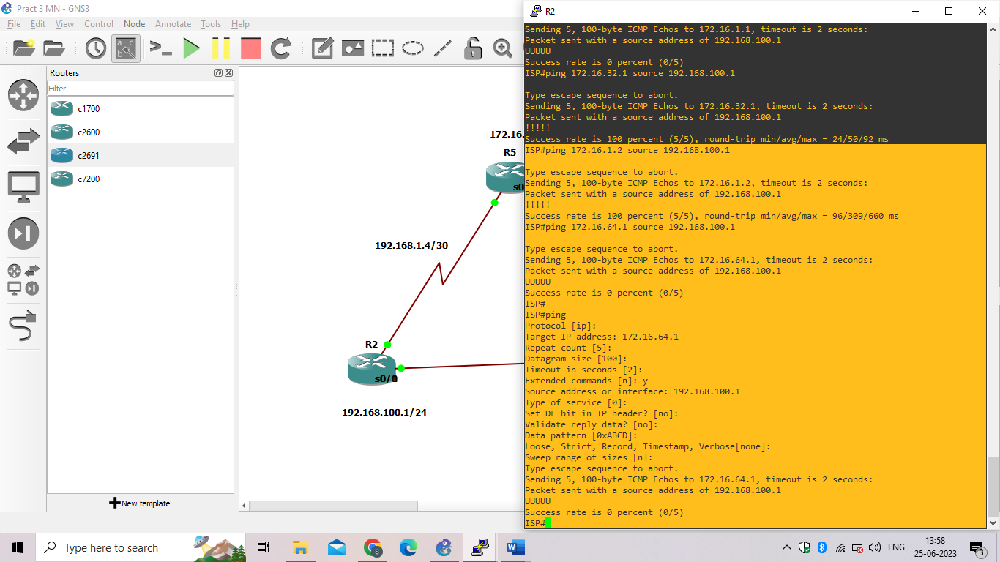 Pract 3 MN - GNS3
File Edit View Control Node Annotate Tools Help
Routers
Filter
c1700
c2600
c2691
c7200
New template
172.16.
R5
s0
192.168.1.4/30
R2
192.168.100.1/24
R2
Sending 5, 100-byte ICMP Echos to 172.16.1.1, timeout is 2 seconds:
Packet sent with a source address of 192.168.100.1
UUUUU
Success rate is 0 percent (0/5)
ISP#ping 172.16.32.1 source 192.168.100.1
Type escape sequence to abort.
Sending 5, 100-byte ICMP Echos to 172.16.32.1, timeout is 2 seconds:
Packet sent with a source address of 192.168.100.1
!!!!!
Success rate is 100 percent (5/5), round-trip min/avg/max = 24/50/92 ms
ISP#ping 172.16.1.2 source 192.168.100.1
Type escape sequence to abort.
Sending 5, 100-byte ICMP Echos to 172.16.1.2, timeout is 2 seconds:
Packet sent with a source address of 192.168.100.1
!!!!!
Success rate is 100 percent (5/5), round-trip min/avg/max = 96/309/660 ms
ISP#ping 172.16.64.1 source 192.168.100.1
Type escape sequence to abort.
Sending 5, 100-byte ICMP Echos to 172.16.64.1, timeout is 2 seconds:
Packet sent with a source address of 192.168.100.1
UUUUU
Success rate is 0 percent (0/5)
ISP#
ISP#ping
Protocol [ip]:
Target IP address: 172.16.64.1
Repeat count [5]:
Datagram size [100]:
Timeout in seconds [2]:
Extended commands [n]: y
Source address or interface: 192.168.100.1
Type of service [0]:
Set DF bit in IP header? [no]:
Validate reply data? [no]:
Data pattern [0xABCD]:
Loose, Strict, Record, Timestamp, Verbose[none]:
Sweep range of sizes [n]:
Type escape sequence to abort.
Sending 5, 100-byte ICMP Echos to 172.16.64.1, timeout is 2 seconds:
Packet sent with a source address of 192.168.100.1
UUUUU
Success rate is 0 percent (0/5)
ISP#
Type here to search
ENG
13:58
25-06-2023
3